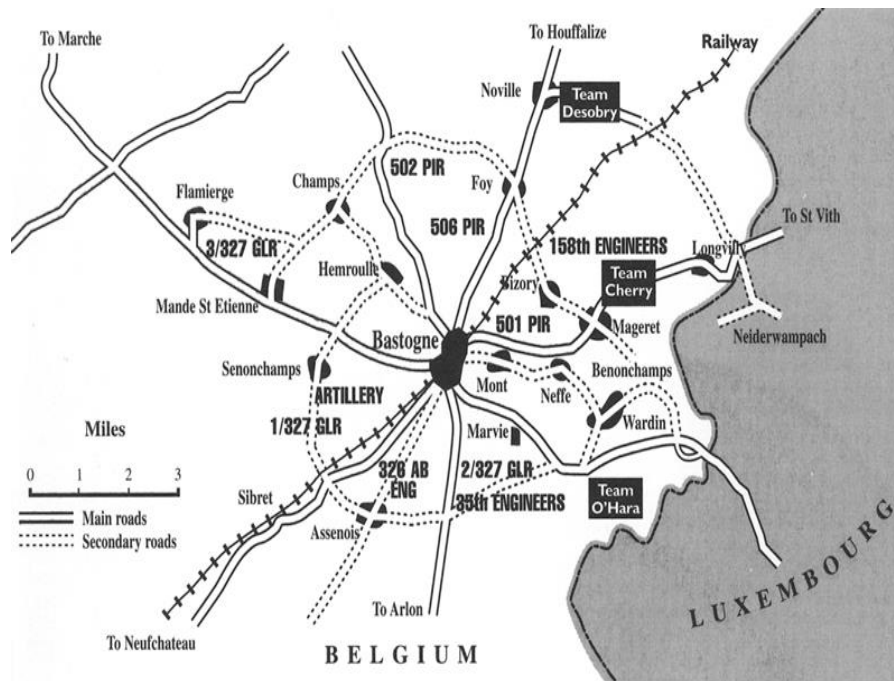 To Marche
To Houffalize
Railway
Noville
Team
Desobry
502 PIR
Champs
Foy
Flamierge
506 PIR
To St Vith
3/327 GLR
158th ENGINEERS
Longvilly
Hemroulle
Bizory
Team
Cherry
Mande St Etienne
501 PIR
Bastogne
Mageret
Neiderwampach
Senonchamps
Mont
Benonchamps
Neffe
ARTILLERY
Wardin
Miles
1/327 GLR
Marvie
0 1 2 3
326 AB
ENG
2/327 GLR
Sibret
35th ENGINEERS
Team
O'Hara
Main roads
Assenois
Secondary roads
To Arlon
LUXEMBOURG
To Neufchateau
BELGIUM